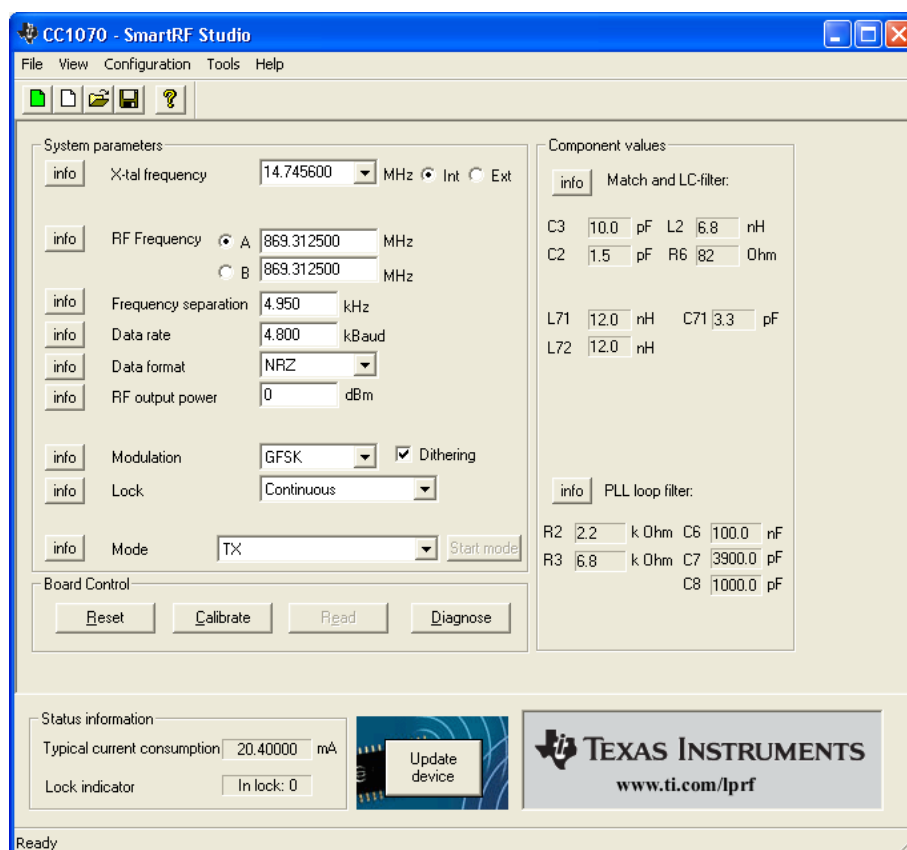 CC1070 - SmartRF Studio
File View Configuration Tools Help
System parameters
info X-tal frequency 14.745600 MHz Int Ext
info RF Frequency A 869.312500 MHz
B 869.312500 MHz
info Frequency separation 4.950 kHz
info Data rate 4.800 kBaud
info Data format NRZ
info RF output power 0 dBm
info Modulation GFSK Dithering
info Lock Continuous
info Mode TX Start mode
Board Control
Reset Calibrate Read Diagnose
Component values
info Match and LC-filter:
C3 10.0 pF L2 6.8 nH
C2 1.5 pF R6 82 Ohm
L71 12.0 nH C71 3.3 pF
L72 12.0 nH
info PLL loop filter:
R2 2.2 k Ohm C6 100.0 nF
R3 6.8 k Ohm C7 3900.0 pF
C8 1000.0 pF
Status information
Typical current consumption 20.40000 mA
Lock indicator In lock: 0
Update device
TEXAS INSTRUMENTS
www.ti.com/lprf
Ready